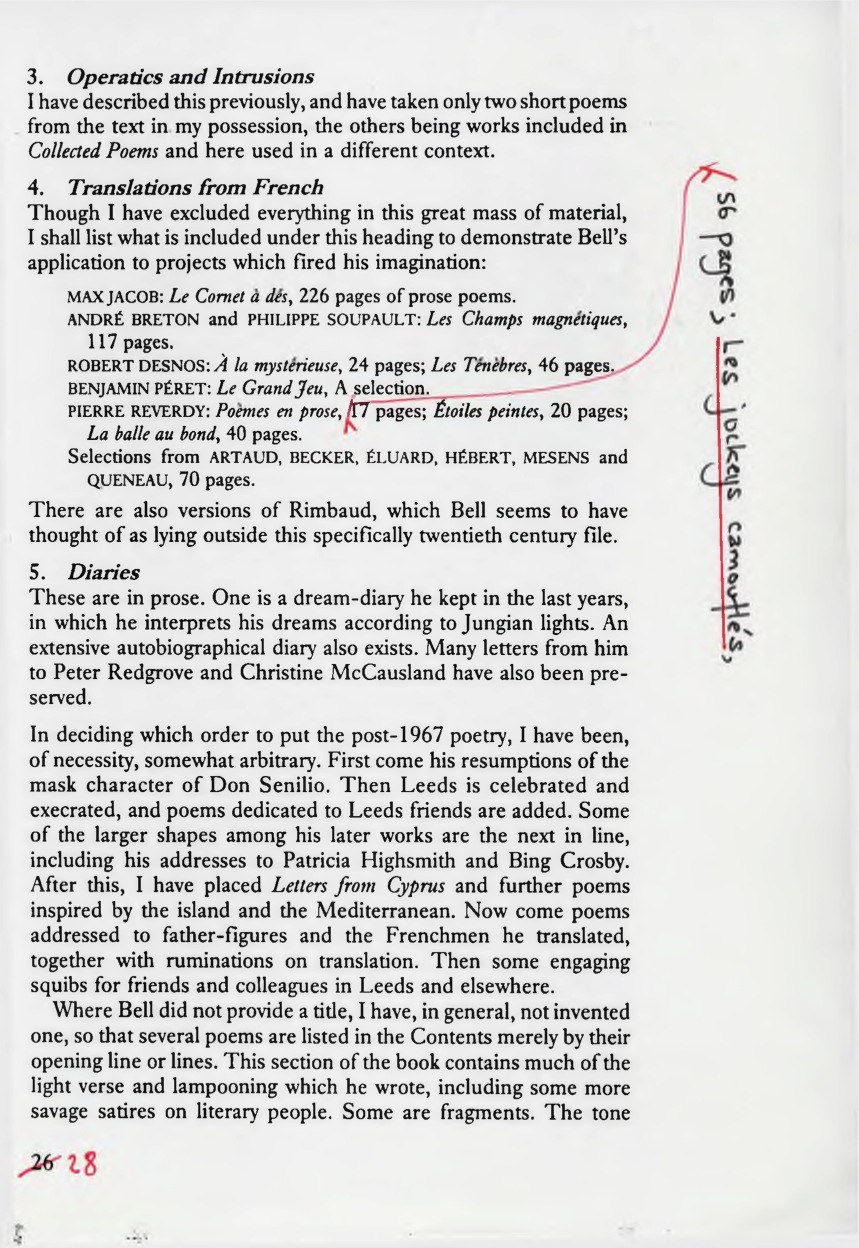 3. Operatics and Intrusions
I have described this previously, and have taken only two short poems
from the text in my possession, the others being works included in
Collected Poems and here used in a different context.
4. Translations from French
Though I have excluded everything in this great mass of material,
I shall list what is included under this heading to demonstrate Bell's
application to projects which fired his imagination:
MAX JACOB: Le Cornet à dés, 226 pages of prose poems.
ANDRÉ BRETON and PHILIPPE SOUPAULT: Les Champs magnétiques,
117 pages.
ROBERT DESNOS: À la mystérieuse, 24 pages; Les Ténèbres, 46 pages.
BENJAMIN PÉRET: Le Grand Jeu, A selection.
PIERRE REVERDY: Poèmes en prose, 17 pages; Étoiles peintes, 20 pages;
La balle au bond, 40 pages.
Selections from ARTAUD, BECKER, ÉLUARD, HÉBERT, MESENS and
QUENEAU, 70 pages.
There are also versions of Rimbaud, which Bell seems to have
thought of as lying outside this specifically twentieth century file.
5. Diaries
These are in prose. One is a dream-diary he kept in the last years,
in which he interprets his dreams according to Jungian lights. An
extensive autobiographical diary also exists. Many letters from him
to Peter Redgrove and Christine McCausland have also been pre-
served.
In deciding which order to put the post-1967 poetry, I have been,
of necessity, somewhat arbitrary. First come his resumptions of the
mask character of Don Senilio. Then Leeds is celebrated and
execrated, and poems dedicated to Leeds friends are added. Some
of the larger shapes among his later works are the next in line,
including his addresses to Patricia Highsmith and Bing Crosby.
After this, I have placed Letters from Cyprus and further poems
inspired by the island and the Mediterranean. Now come poems
addressed to father-figures and the Frenchmen he translated,
together with ruminations on translation. Then some engaging
squibs for friends and colleagues in Leeds and elsewhere.
Where Bell did not provide a title, I have, in general, not invented
one, so that several poems are listed in the Contents merely by their
opening line or lines. This section of the book contains much of the
light verse and lampooning which he wrote, including some more
savage satires on literary people. Some are fragments. The tone
26 28
56 pages; Les jockeys camouflés,